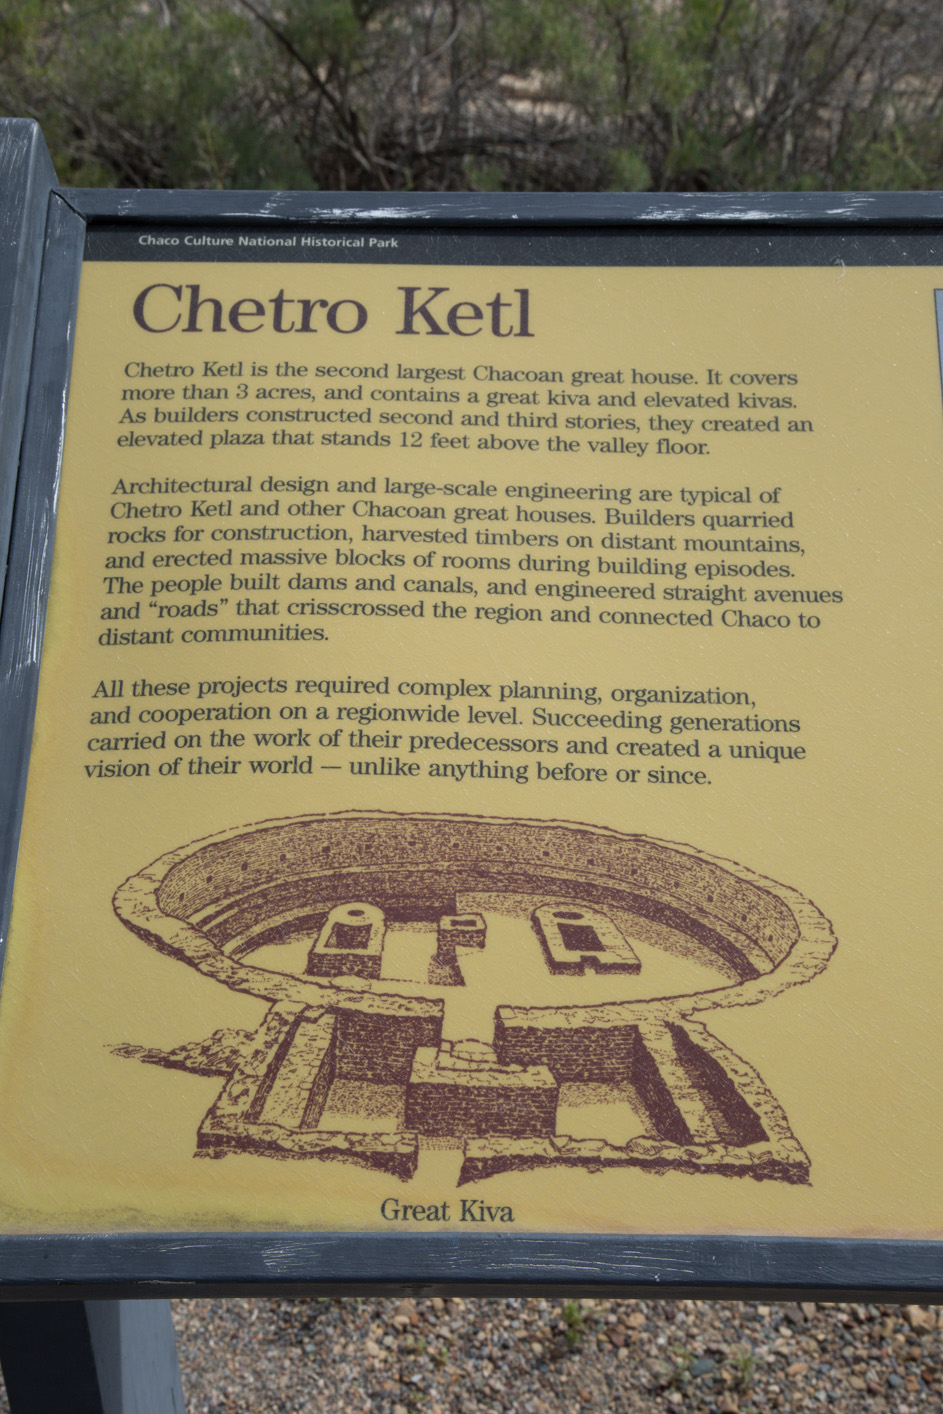 Chaco Culture National Historical Park
Chetro Ketl
Chetro Ketl is the second largest Chacoan great house. It covers
more than 3 acres, and contains a great kiva and elevated kivas.
As builders constructed second and third stories, they created an
elevated plaza that stands 12 feet above the valley floor.
Architectural design and large-scale engineering are typical of
Chetro Ketl and other Chacoan great houses. Builders quarried
rocks for construction, harvested timbers on distant mountains,
and erected massive blocks of rooms during building episodes.
The people built dams and canals, and engineered straight avenues
and “roads” that crisscrossed the region and connected Chaco to
distant communities.
All these projects required complex planning, organization,
and cooperation on a regionwide level. Succeeding generations
carried on the work of their predecessors and created a unique
vision of their world — unlike anything before or since.
Great Kiva